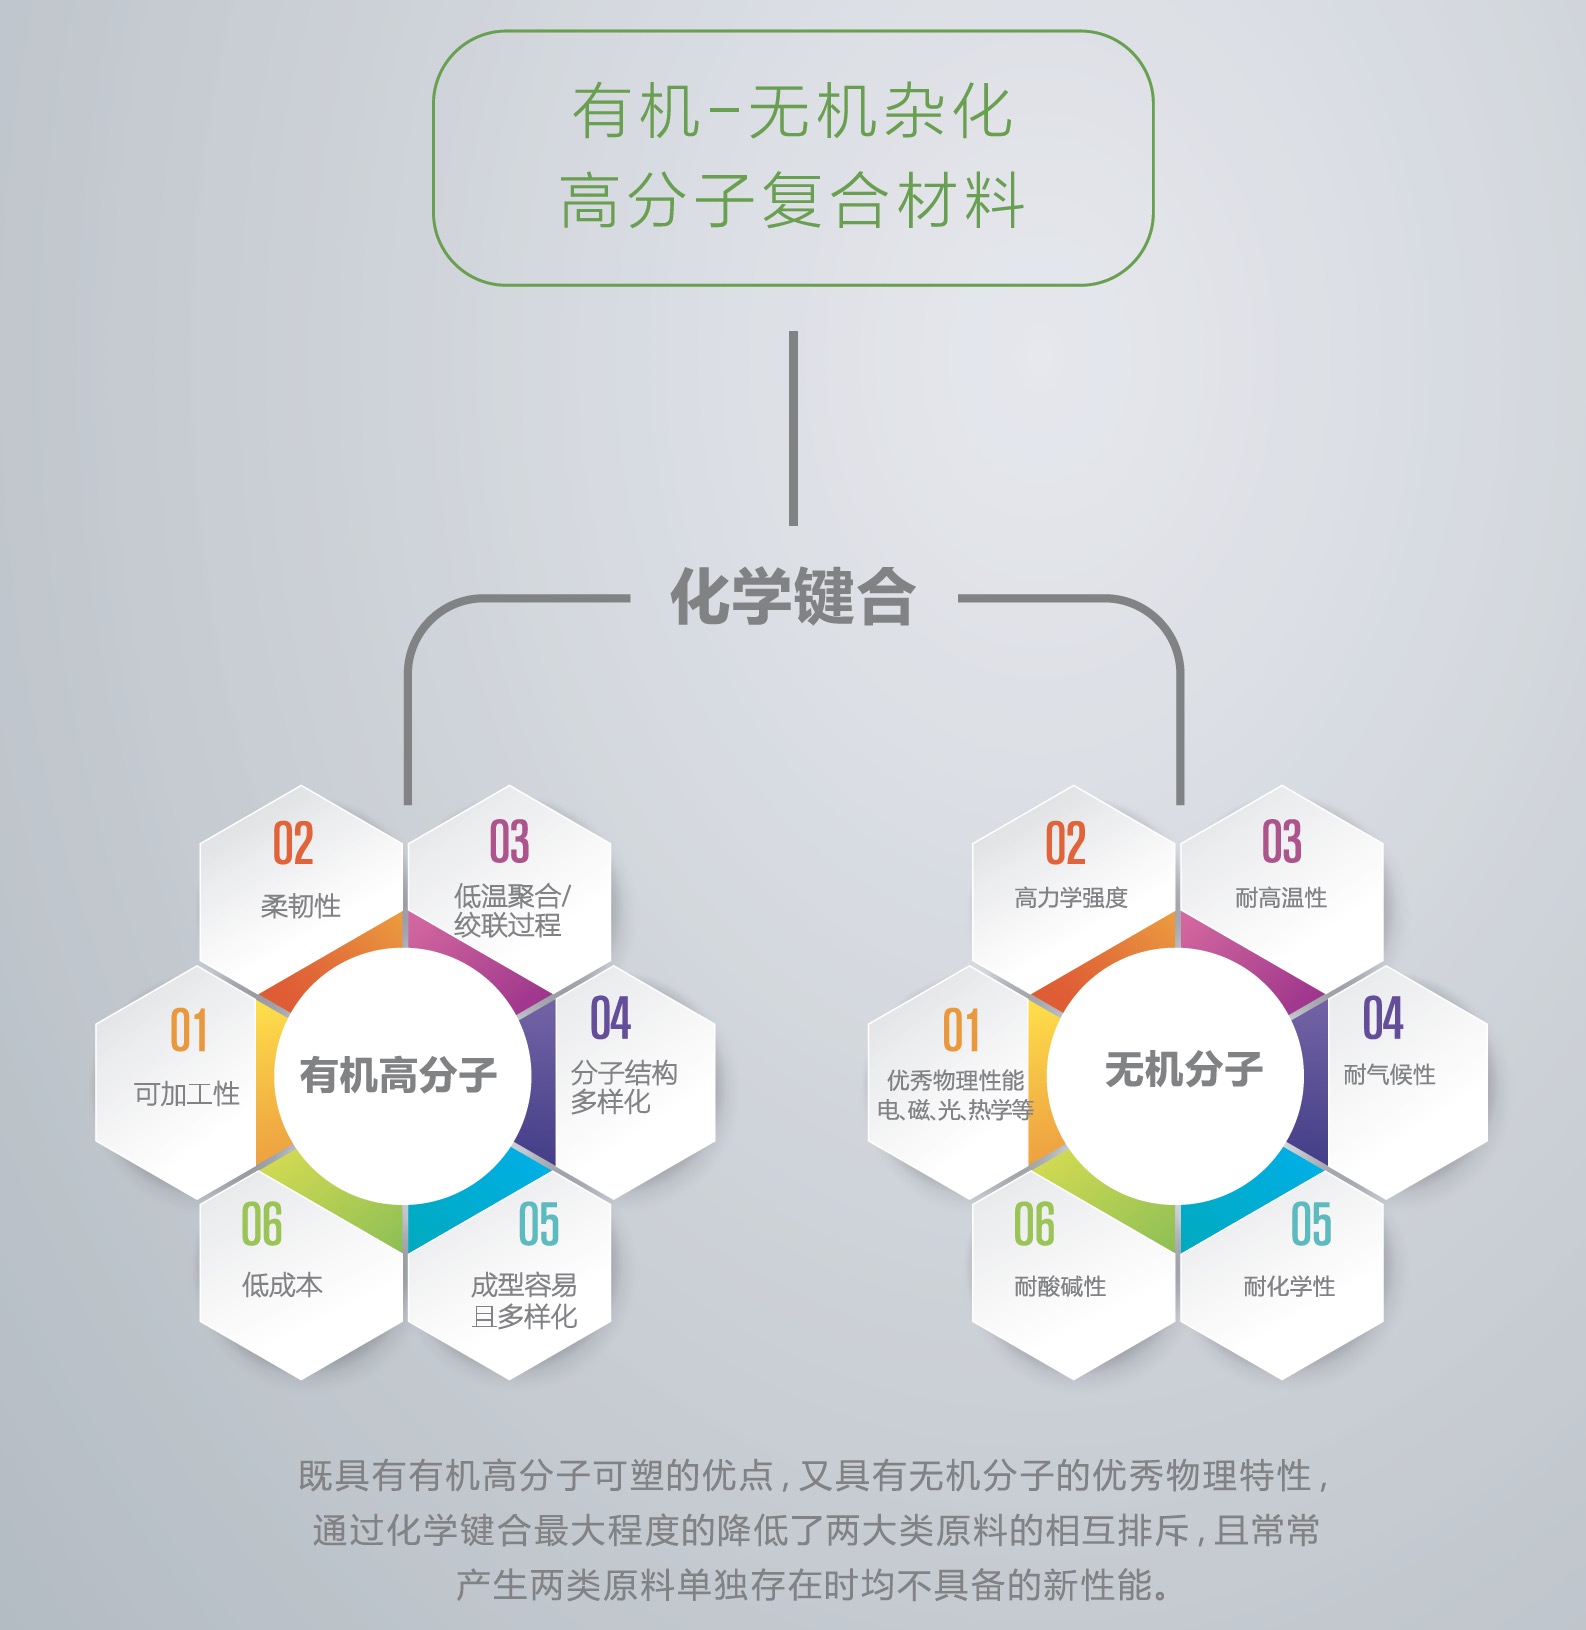 有机-无机杂化
高分子复合材料
化学键合
02
柔韧性
03
低温聚合/
绞联过程
01
可加工性
有机高分子
04
分子结构
多样化
06
低成本
05
成型容易
且多样化
02
高力学强度
03
耐高温性
01
优秀物理性能
电、磁、光、热学等
无机分子
04
耐气候性
06
耐酸碱性
05
耐化学性
既具有有机高分子可塑的优点,又具有无机分子的优秀物理特性,
通过化学键合最大程度的降低了两大类原料的相互排斥,且常常
产生两类原料单独存在时均不具备的新性能。